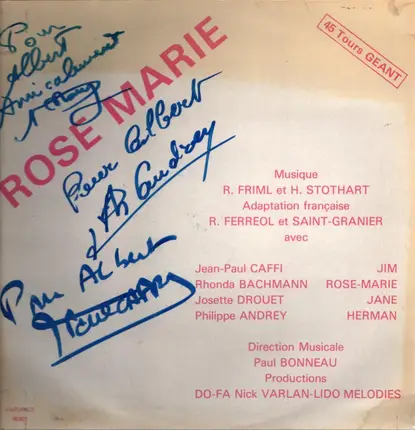 45 Tours GEANT
ROSE MARIE
Pour
Albert
Amicalement
Pour Albert
Pour Albert
Musique
R. FRIML et H. STOTHART
Adaptation française
R. FERREOL et SAINT-GRANIER
avec
Jean-Paul CAFFI JIM
Rhonda BACHMANN ROSE-MARIE
Josette DROUET JANE
Philippe ANDREY HERMAN
Direction Musicale
Paul BONNEAU
Productions
DO-FA Nick VARLAN-LIDO MELODIES